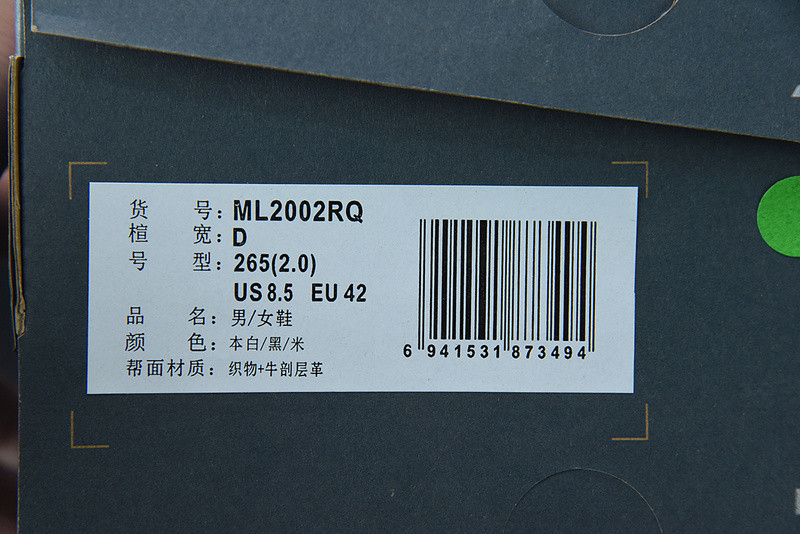 货 号：ML2002RQ
楦 宽：D
号 型：265(2.0)
US 8.5 EU 42
品 名：男/女鞋
颜 色：本白/黑/米
帮面材质：织物+牛剖层革
6 941531 873494